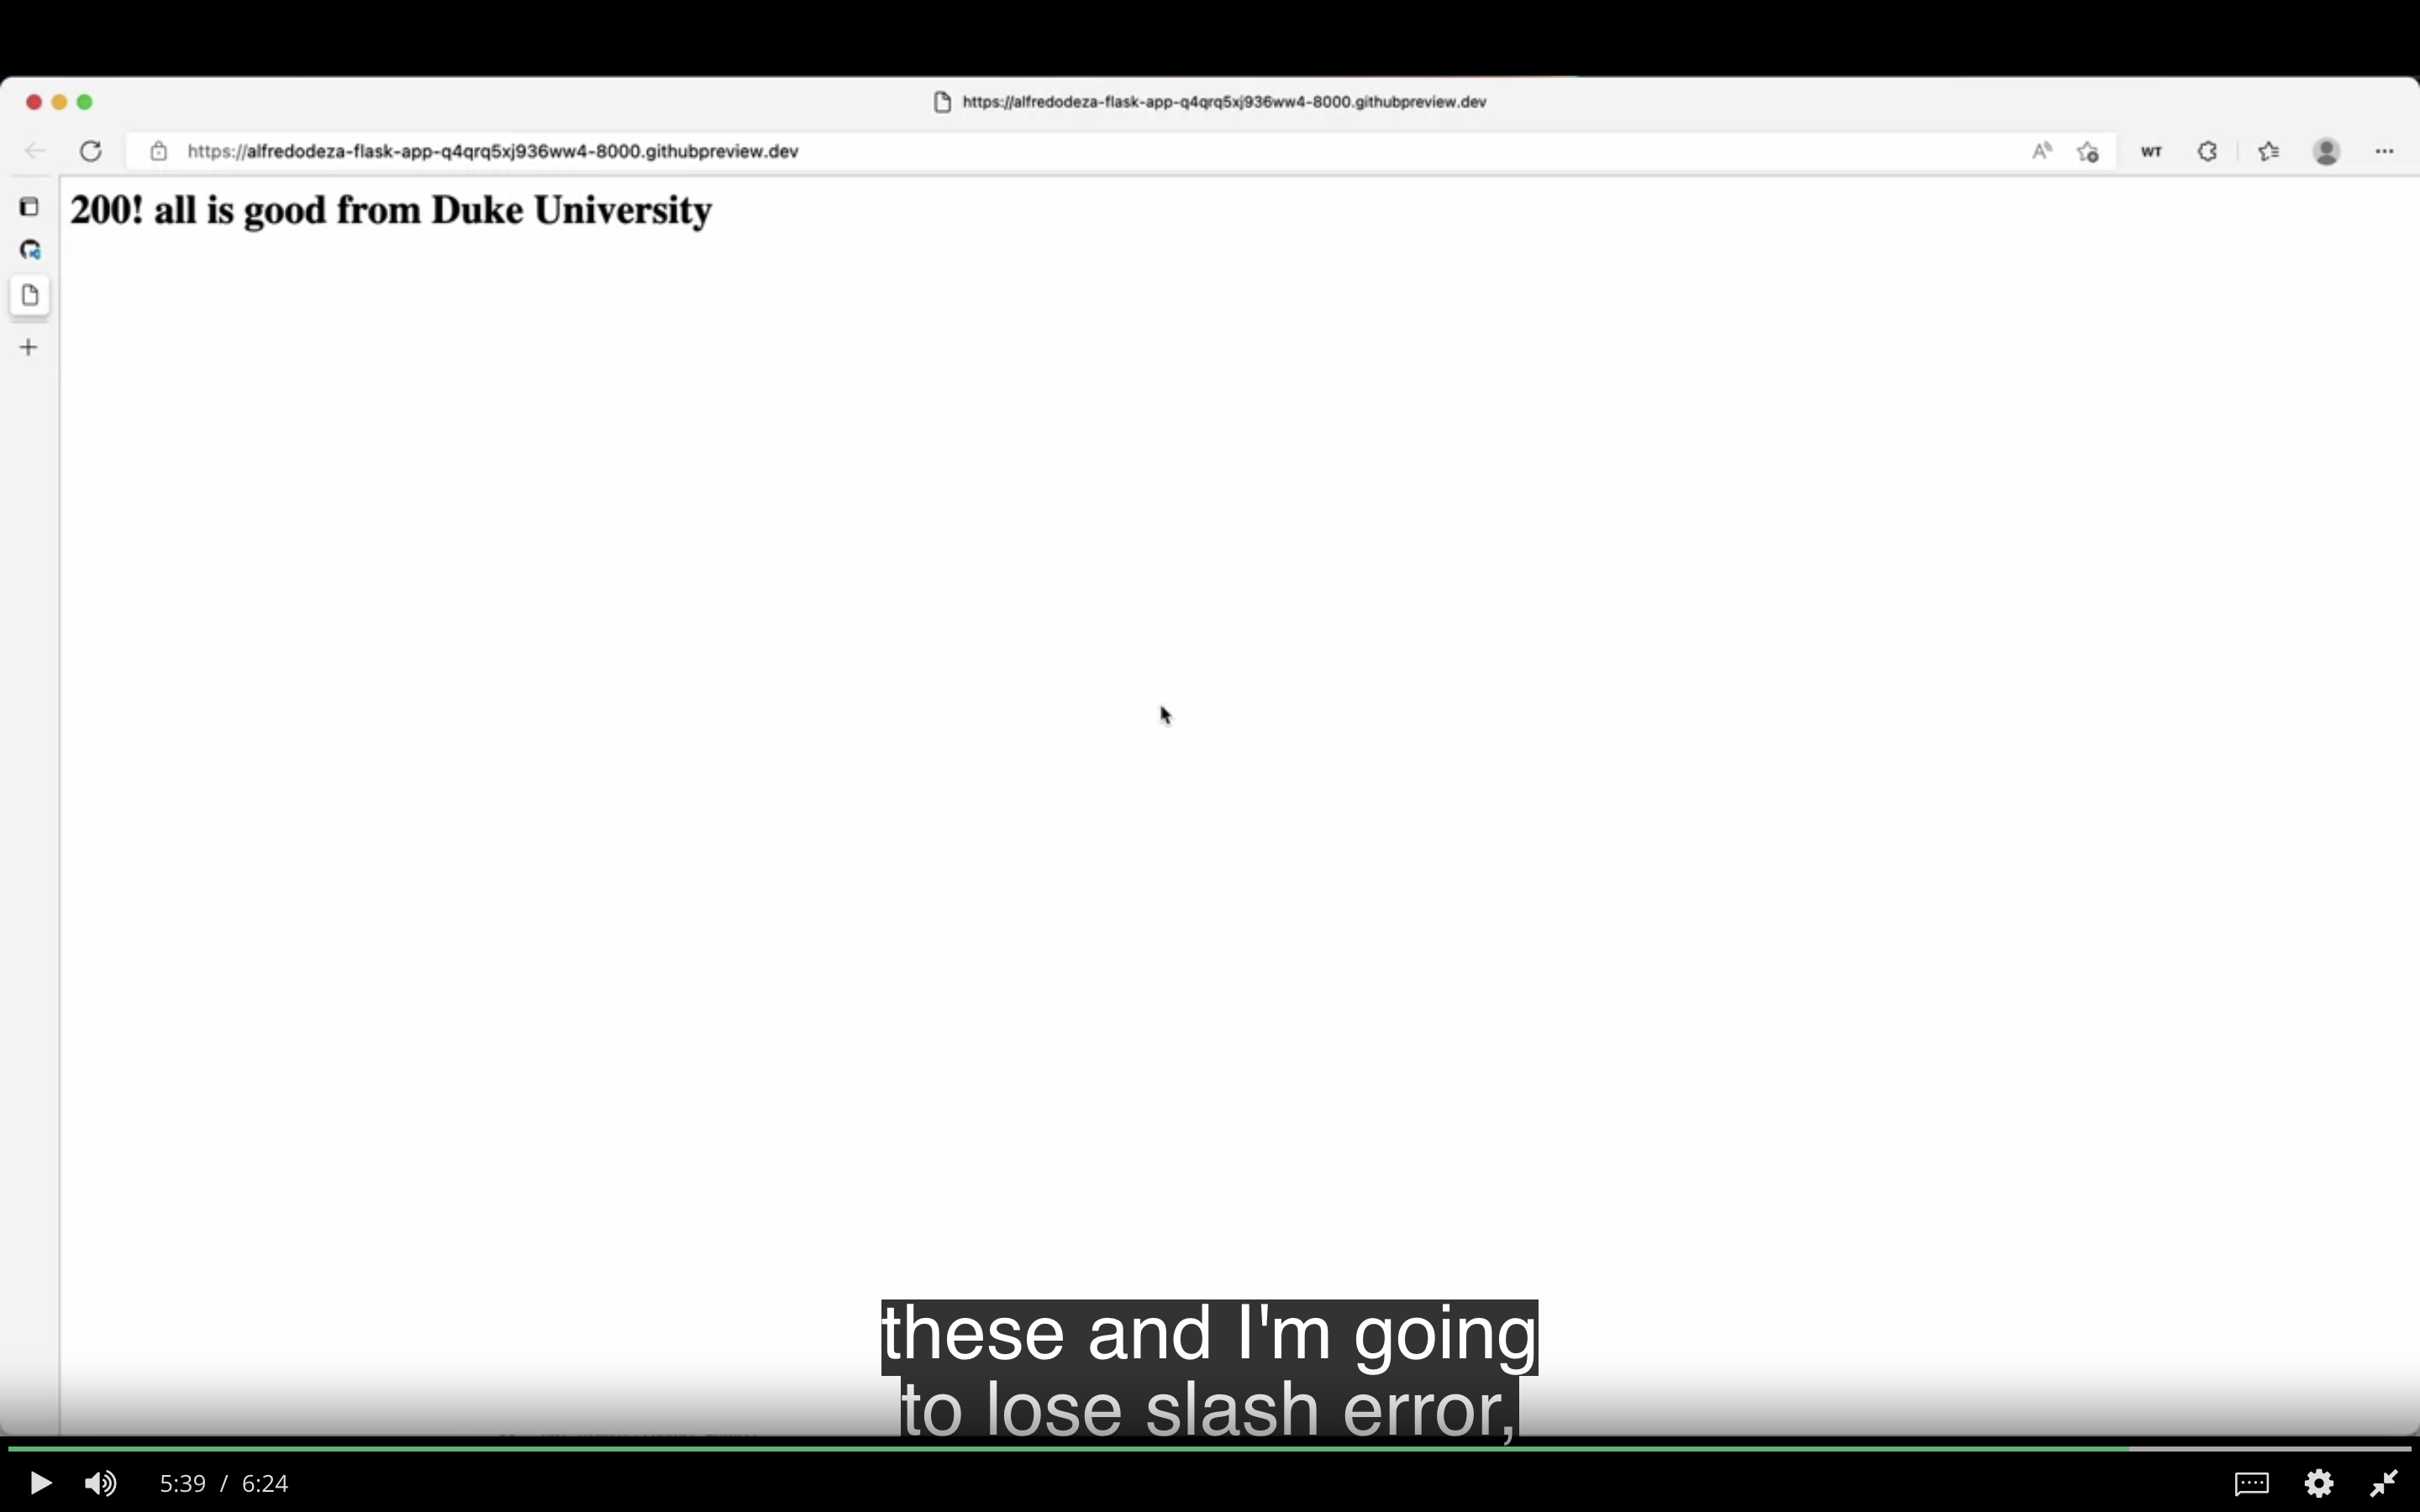 https://alfredodeza-flask-app-q4qrq5xj936ww4-8000.githubpreview.dev
https://alfredodeza-flask-app-q4qrq5xj936ww4-8000.githubpreview.dev
WT
200! all is good from Duke University
these and I'm going
to lose slash error,
5:39 / 6:24